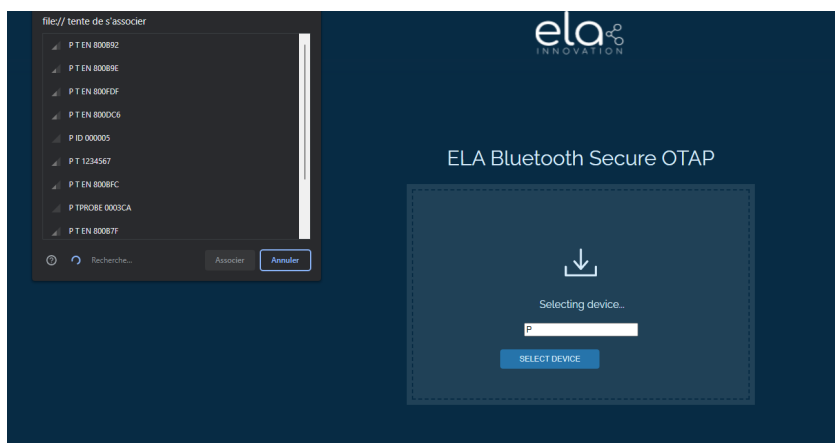 file:// tente de s'associer
P T EN 800B92
P T EN 800B9E
P T EN 800FDF
P T EN 800DC6
P ID 000005
P T 1234567
P T EN 800BFC
P TPROBE 0003CA
P T EN 800B7F
Recherche...
Associer
Annuler
ela
INNOVATION
ELA Bluetooth Secure OTAP
Selecting device...
P
SELECT DEVICE